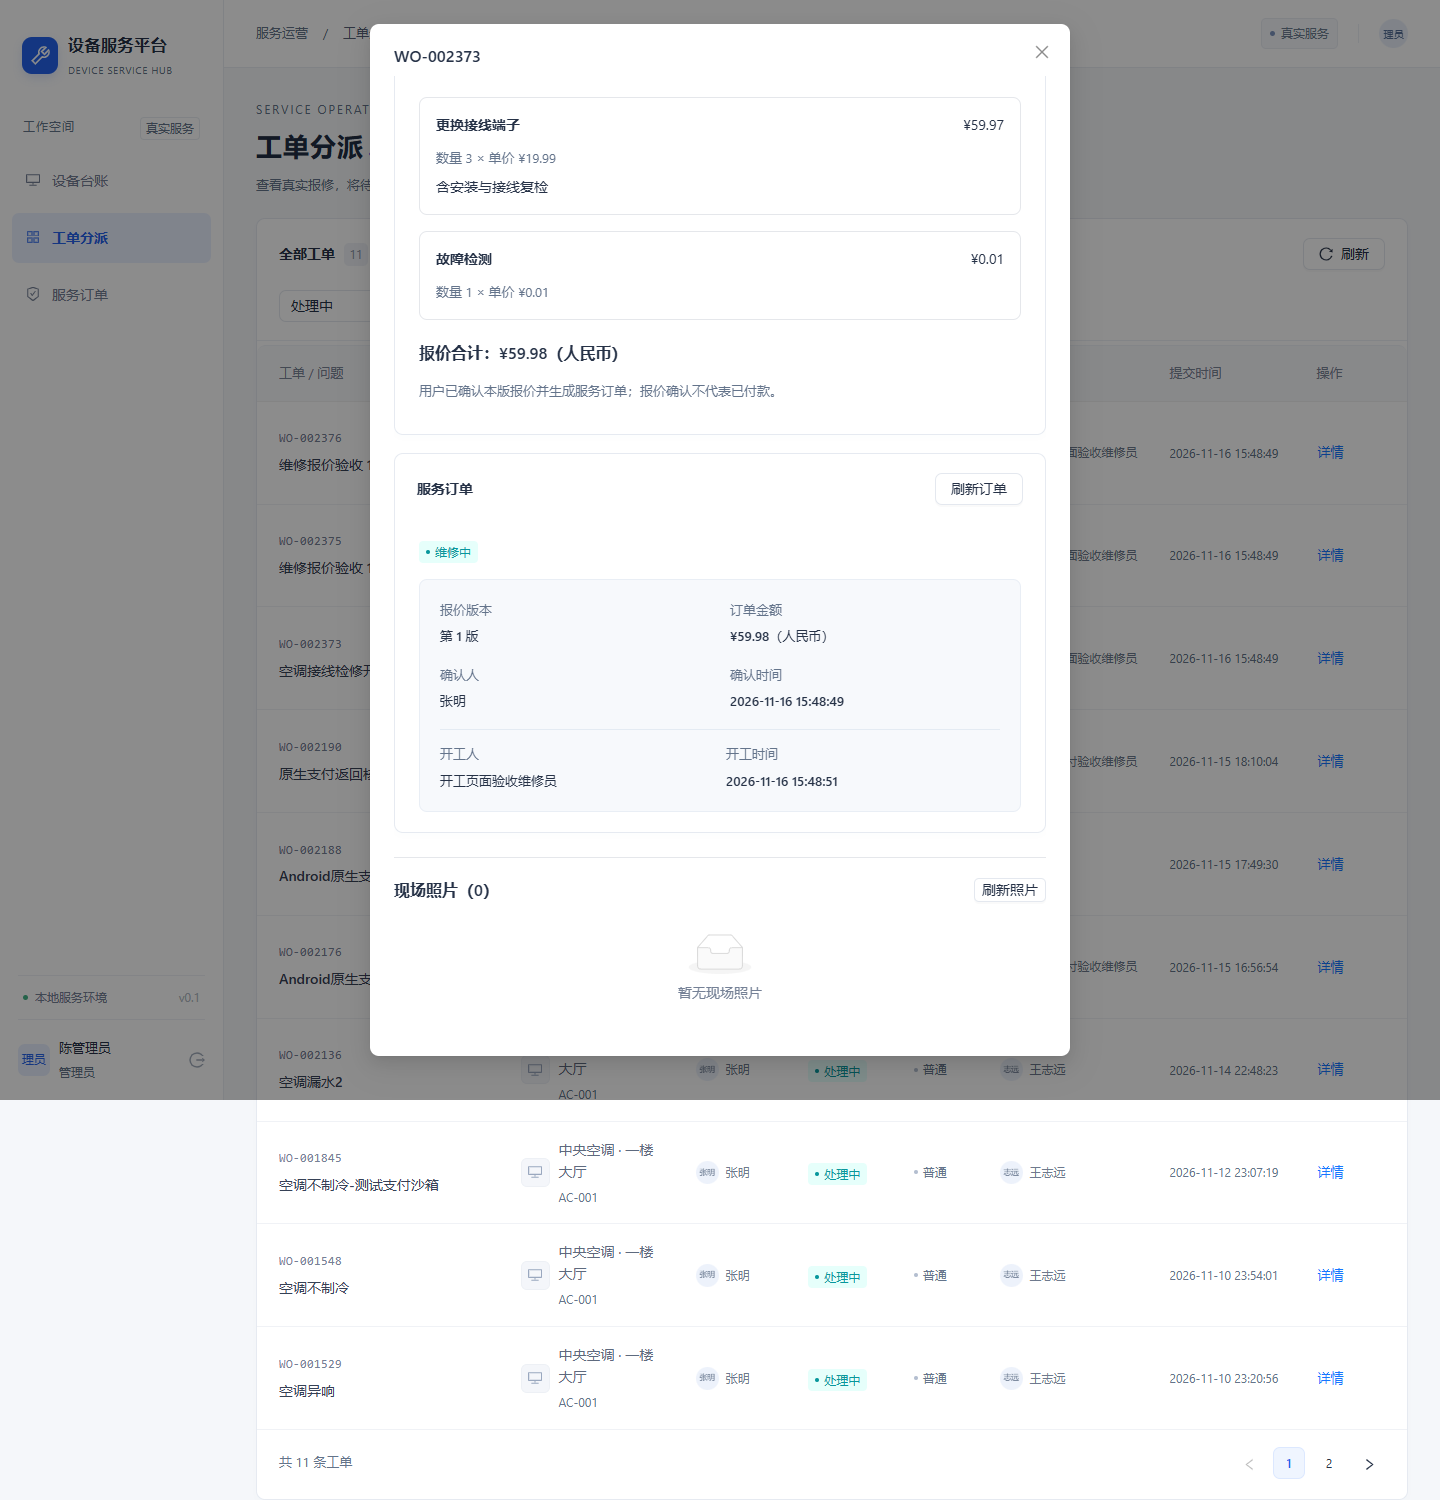 设备服务平台
DEVICE SERVICE HUB
工作空间
真实服务
设备台账
工单分派
服务订单
本地服务环境
v0.1
理员
陈管理员
管理员
服务运营 / 工单
真实服务
理员
SERVICE OPERAT
工单分派
查看真实报修，将待
全部工单 11
刷新
处理中
工单 / 问题
提交时间
操作
WO-002376
维修报价验收 1
面验收维修员
2026-11-16 15:48:49
详情
WO-002375
维修报价验收 1
面验收维修员
2026-11-16 15:48:49
详情
WO-002373
空调接线检修开
面验收维修员
2026-11-16 15:48:49
详情
WO-002190
原生支付返回核
付验收维修员
2026-11-15 18:10:04
详情
WO-002188
Android原生支
2026-11-15 17:49:30
详情
WO-002176
Android原生支
付验收维修员
2026-11-15 16:56:54
详情
WO-002136
空调漏水2
大厅
AC-001
张明
张明
处理中
普通
志远
王志远
2026-11-14 22:48:23
详情
WO-001845
空调不制冷-测试支付沙箱
中央空调 · 一楼
大厅
AC-001
张明
张明
处理中
普通
志远
王志远
2026-11-12 23:07:19
详情
WO-001548
空调不制冷
中央空调 · 一楼
大厅
AC-001
张明
张明
处理中
普通
志远
王志远
2026-11-10 23:54:01
详情
WO-001529
空调异响
中央空调 · 一楼
大厅
AC-001
张明
张明
处理中
普通
志远
王志远
2026-11-10 23:20:56
详情
共 11 条工单
1
2
WO-002373
更换接线端子
¥59.97
数量 3 × 单价 ¥19.99
含安装与接线复检
故障检测
¥0.01
数量 1 × 单价 ¥0.01
报价合计：¥59.98（人民币）
用户已确认本版报价并生成服务订单；报价确认不代表已付款。
服务订单
刷新订单
维修中
报价版本
第 1 版
订单金额
¥59.98（人民币）
确认人
张明
确认时间
2026-11-16 15:48:49
开工人
开工页面验收维修员
开工时间
2026-11-16 15:48:51
现场照片（0）
刷新照片
暂无现场照片